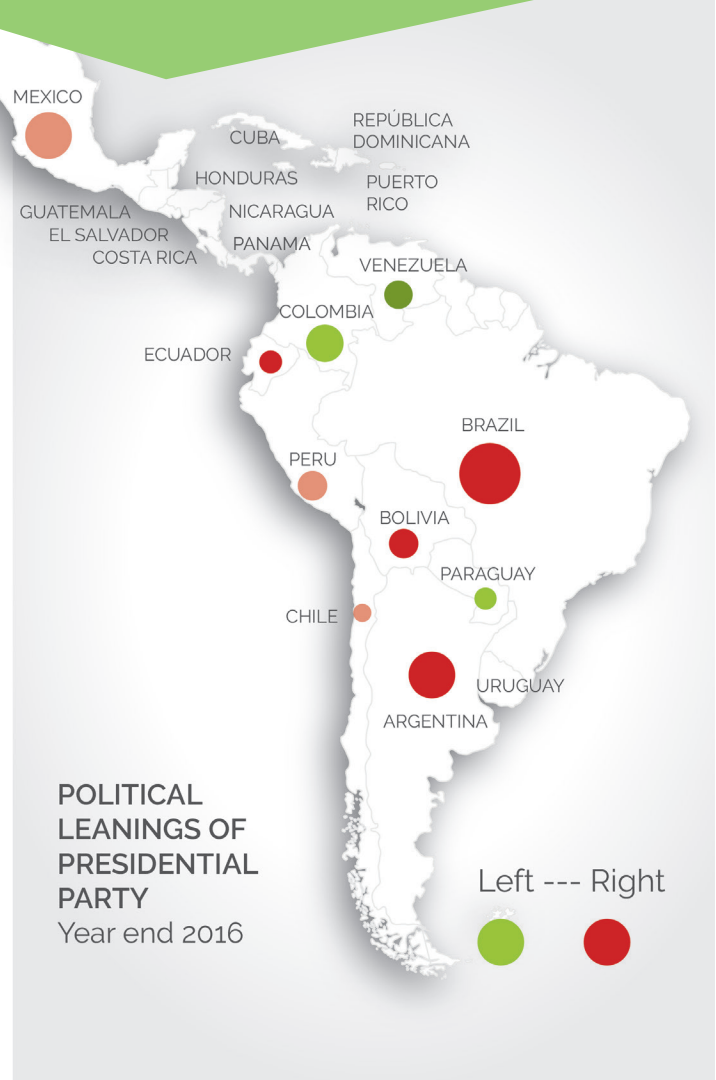 MEXICO
CUBA
REPÚBLICA
DOMINICANA
HONDURAS
PUERTO
RICO
GUATEMALA
NICARAGUA
EL SALVADOR
PANAMA
COSTA RICA
VENEZUELA
COLOMBIA
ECUADOR
BRAZIL
PERU
BOLIVIA
PARAGUAY
CHILE
URUGUAY
ARGENTINA
POLITICAL
LEANINGS OF
PRESIDENTIAL
PARTY
Year end 2016
Left --- Right